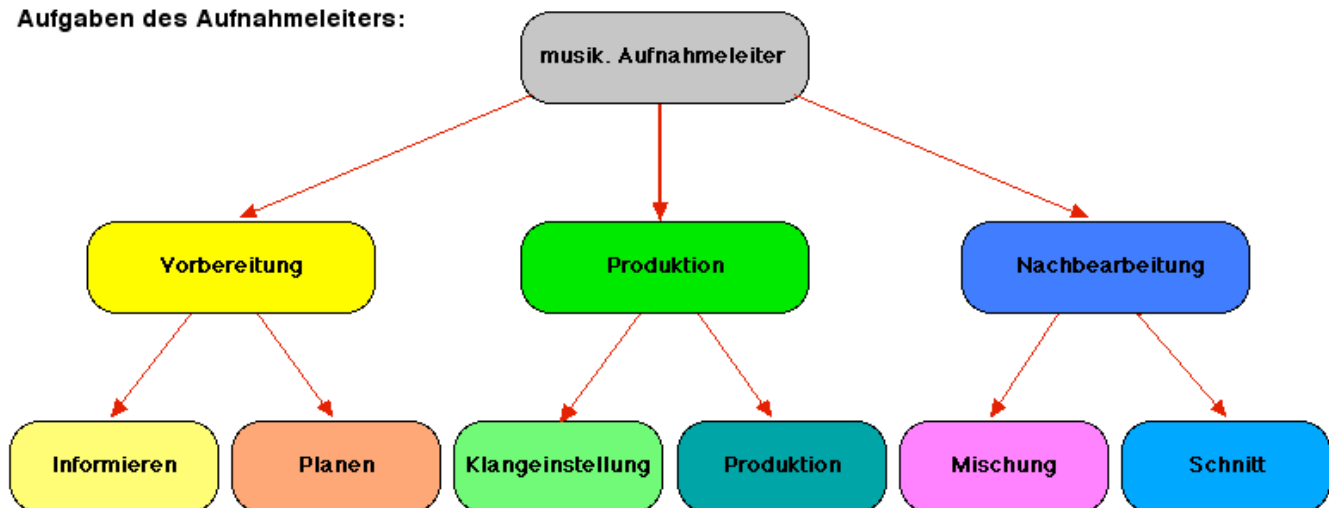 Aufgaben des Aufnahmeleiters:
musik. Aufnahmeleiter
Vorbereitung
Produktion
Nachbearbeitung
Informieren
Planen
Klangeinstellung
Produktion
Mischung
Schnitt